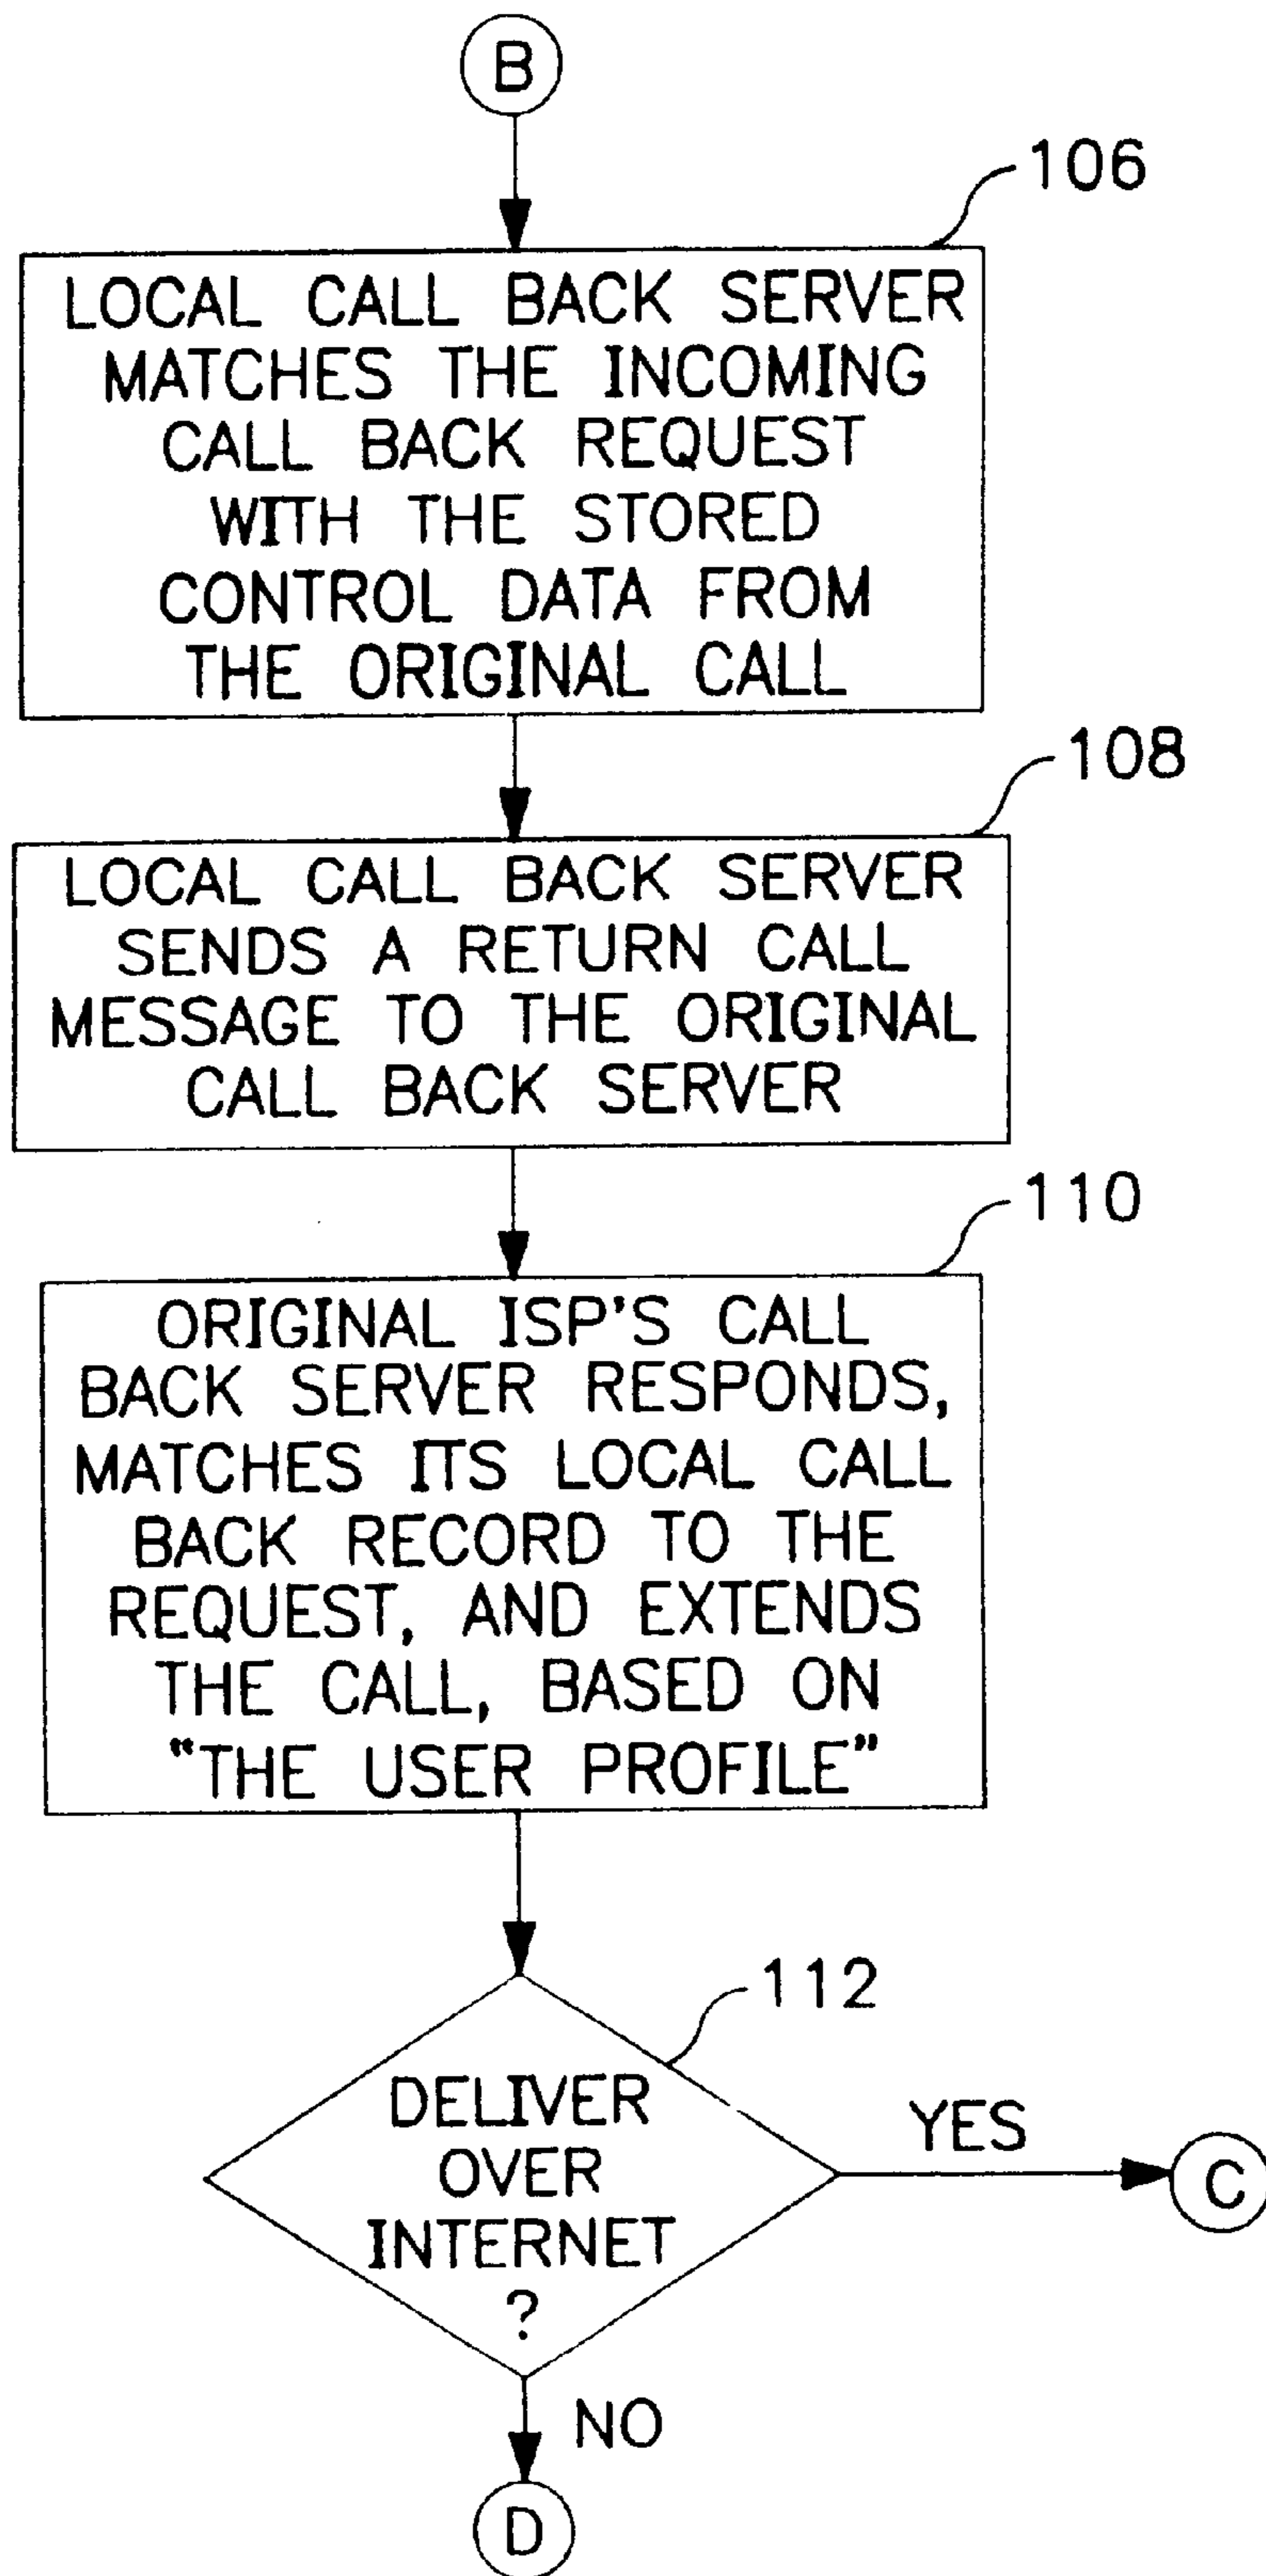 B
106
LOCAL CALL BACK SERVER
MATCHES THE INCOMING
CALL BACK REQUEST
WITH THE STORED
CONTROL DATA FROM
THE ORIGINAL CALL
108
LOCAL CALL BACK SERVER
SENDS A RETURN CALL
MESSAGE TO THE ORIGINAL
CALL BACK SERVER
110
ORIGINAL ISP'S CALL
BACK SERVER RESPONDS,
MATCHES ITS LOCAL CALL
BACK RECORD TO THE
REQUEST, AND EXTENDS
THE CALL, BASED ON
“THE USER PROFILE”
112
DELIVER
OVER
INTERNET
?
YES
C
NO
D